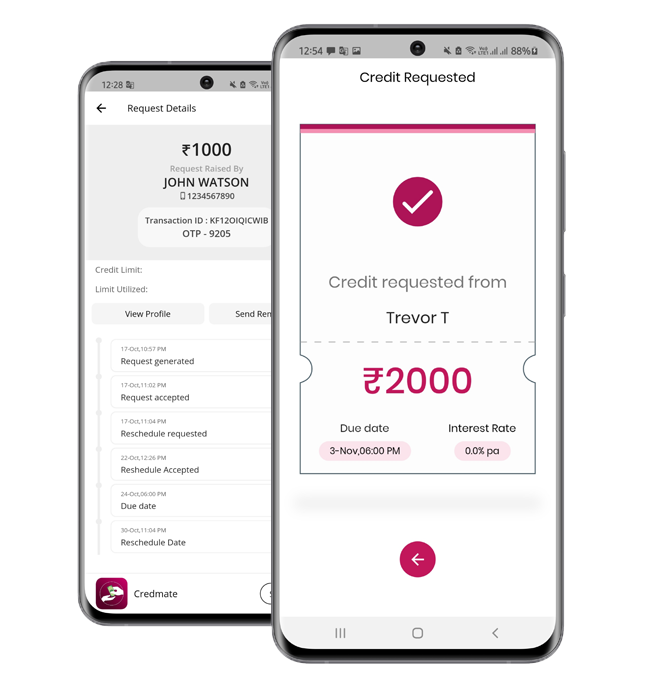 12:28
Request Details
₹1000
Request Raised By
JOHN WATSON
1234567890
Transaction ID : KF12OIQICWIB
OTP - 9205
Credit Limit:
Limit Utilized:
View Profile
Send
17-Oct,10:57 PM
Request generated
17-Oct,11:02 PM
Request accepted
17-Oct,11:04 PM
Reschedule requested
22-Oct,12:26 PM
Reshedule Accepted
24-Oct,06:00 PM
Due date
30-Oct,11:04 PM
Reschedule Date
Credmate
12:54 88%
Credit Requested
Credit requested from
Trevor T
₹2000
Due date Interest Rate
3-Nov,06:00 PM 0.0% pa